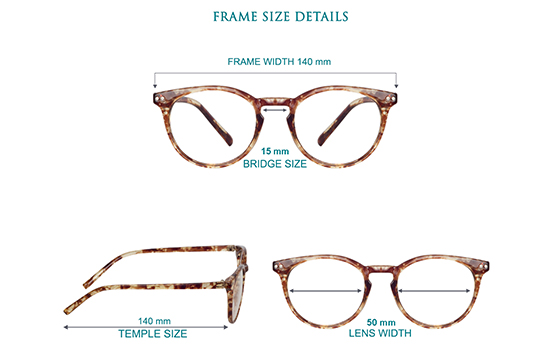 FRAME SIZE DETAILS
FRAME WIDTH 140 mm
15 mm
BRIDGE SIZE
140 mm
TEMPLE SIZE
50 mm
LENS WIDTH